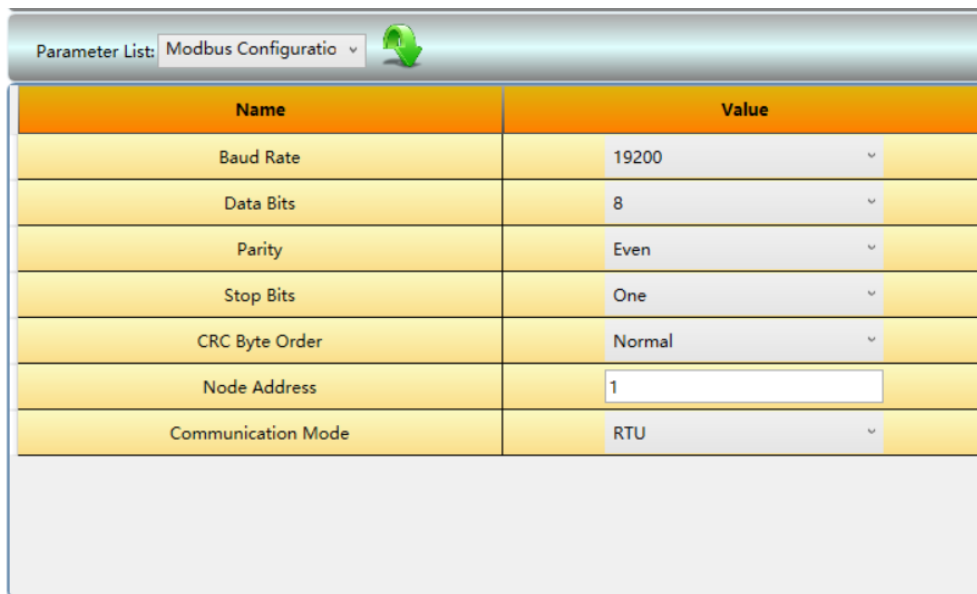 Parameter List: Modbus Configuratio
Name Value
Baud Rate 19200
Data Bits 8
Parity Even
Stop Bits One
CRC Byte Order Normal
Node Address 1
Communication Mode RTU